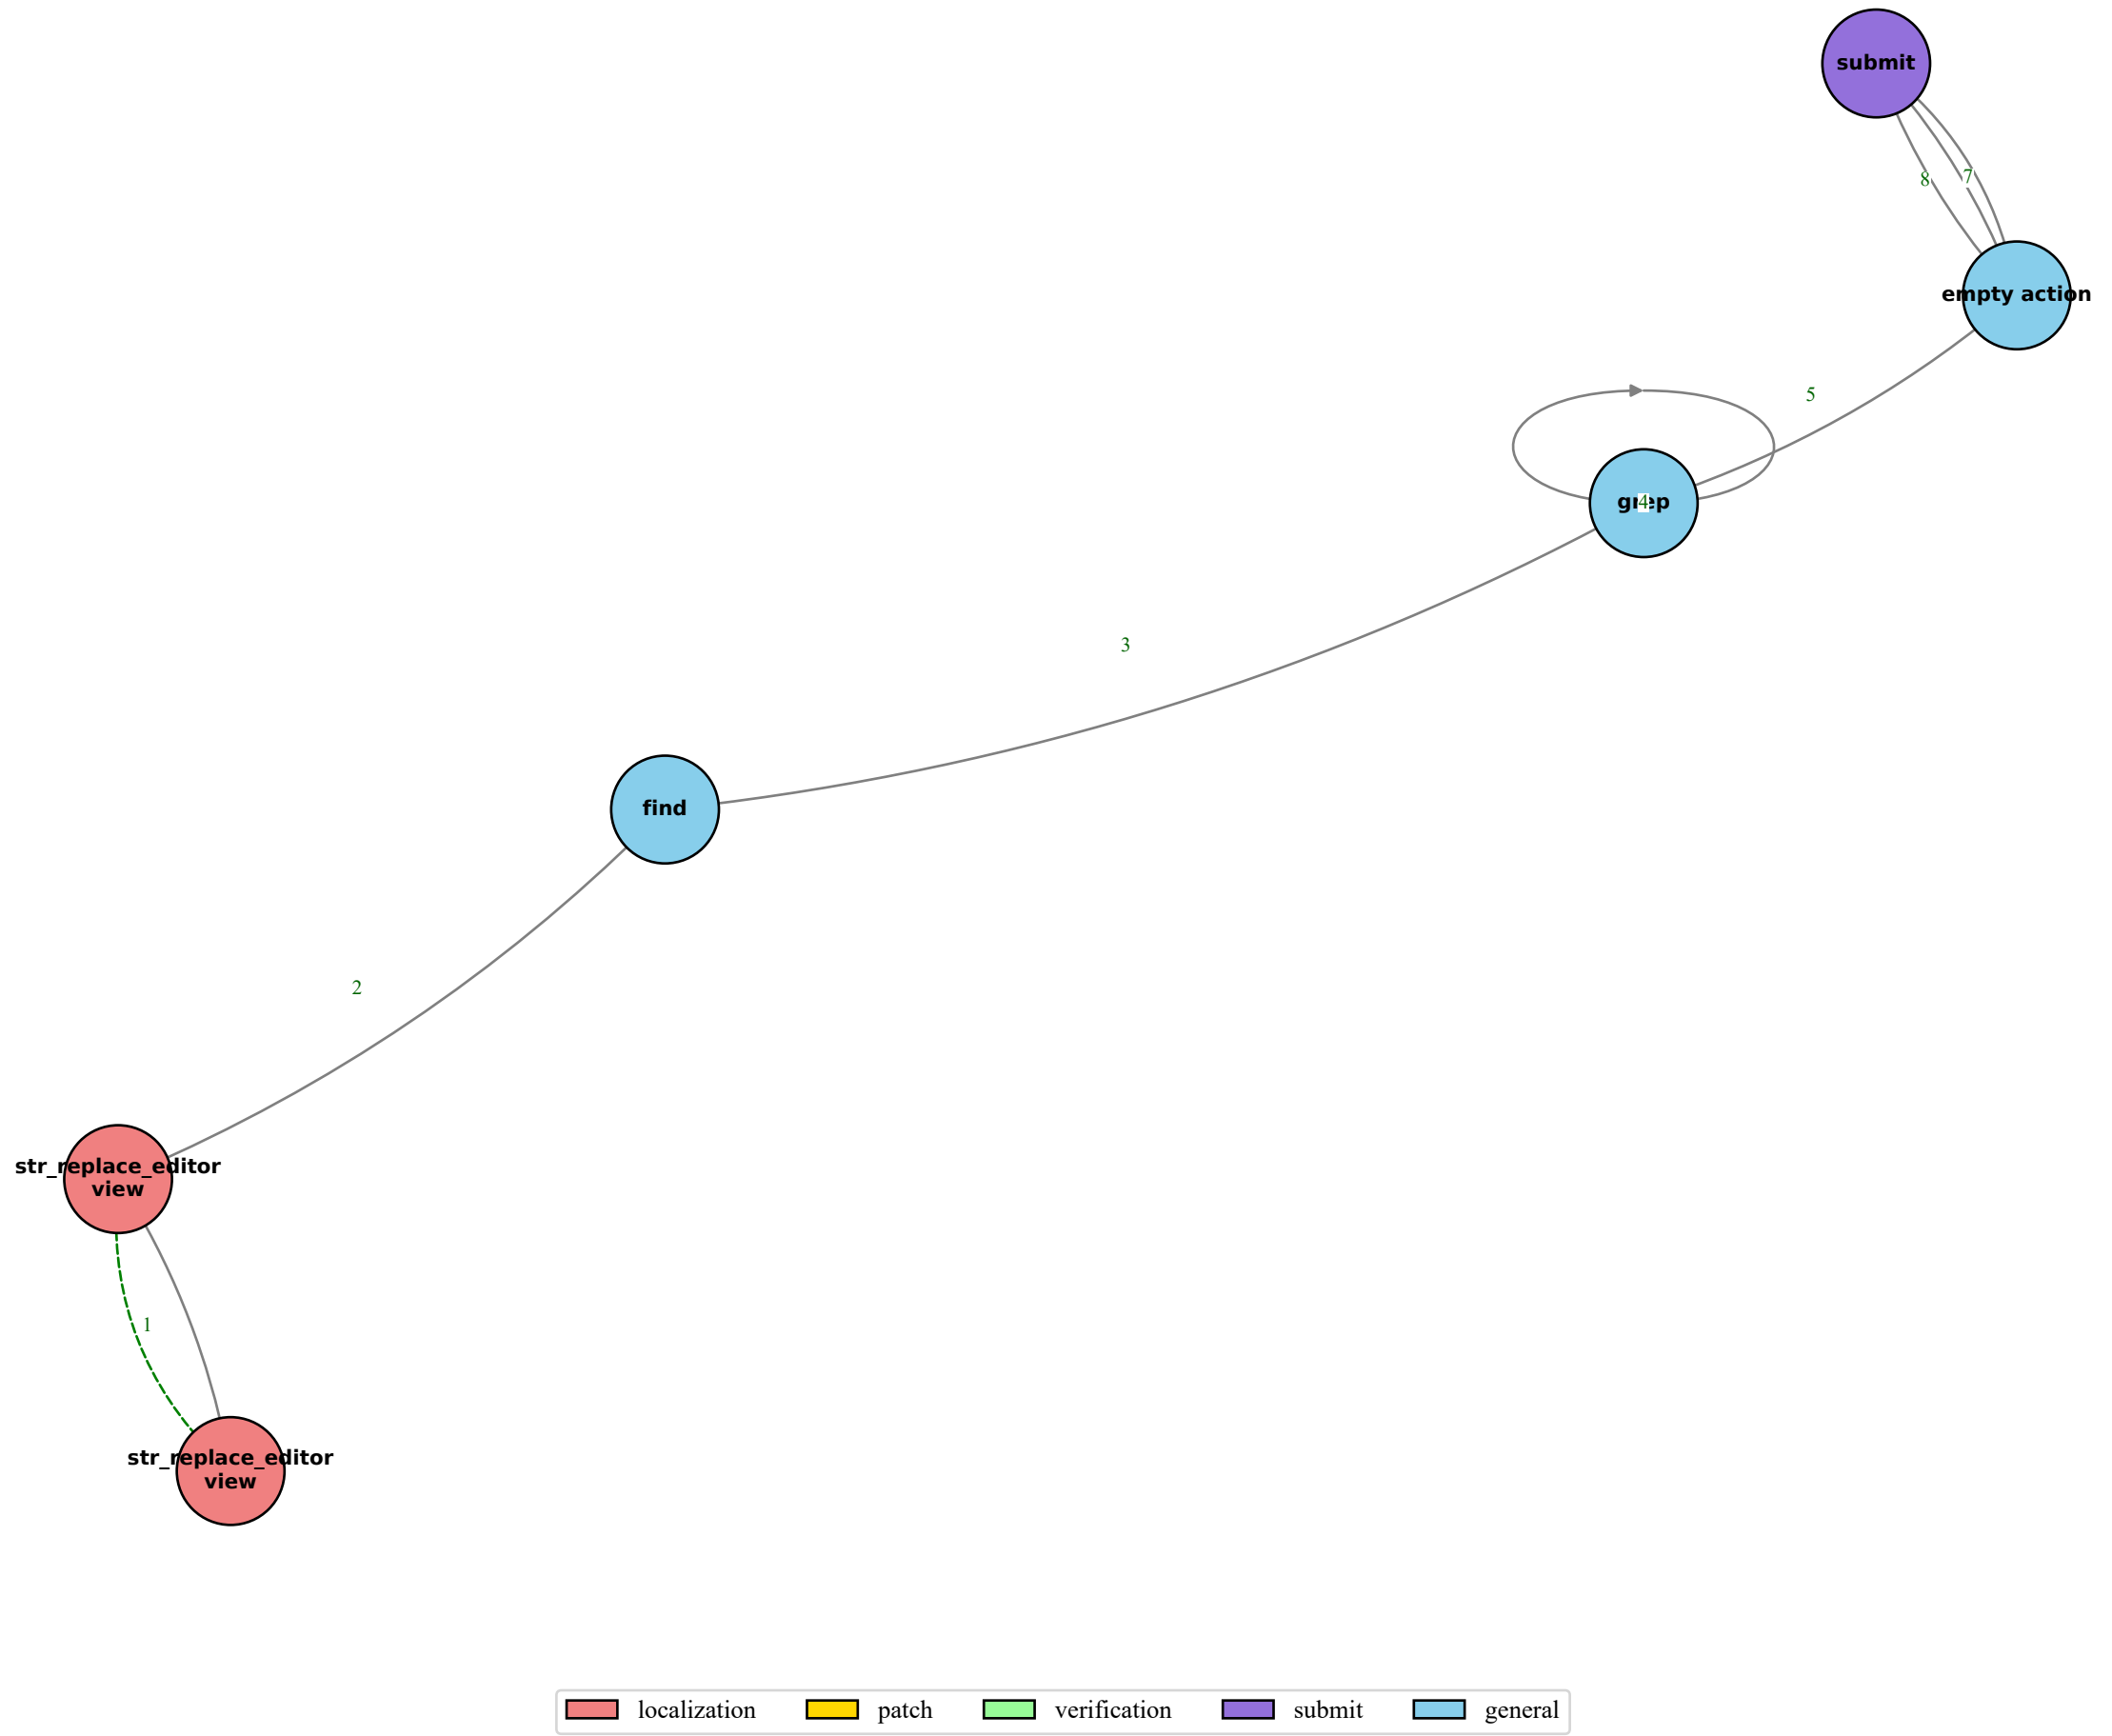 submit
8
7
empty action
5
grep
4
3
find
2
str_replace_editor
view
1
str_replace_editor
view
localization patch verification submit general